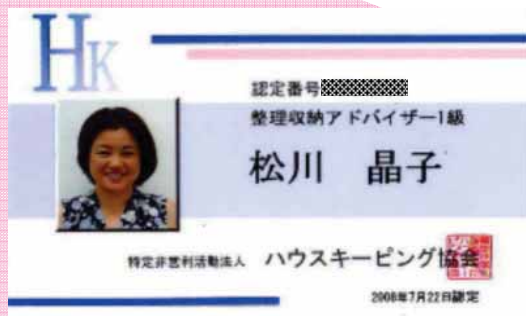 HK
認定番号
整理収納アドバイザー1級
松川 晶子
特定非営利活動法人 ハウスキーピング協会
2008年7月22日認定